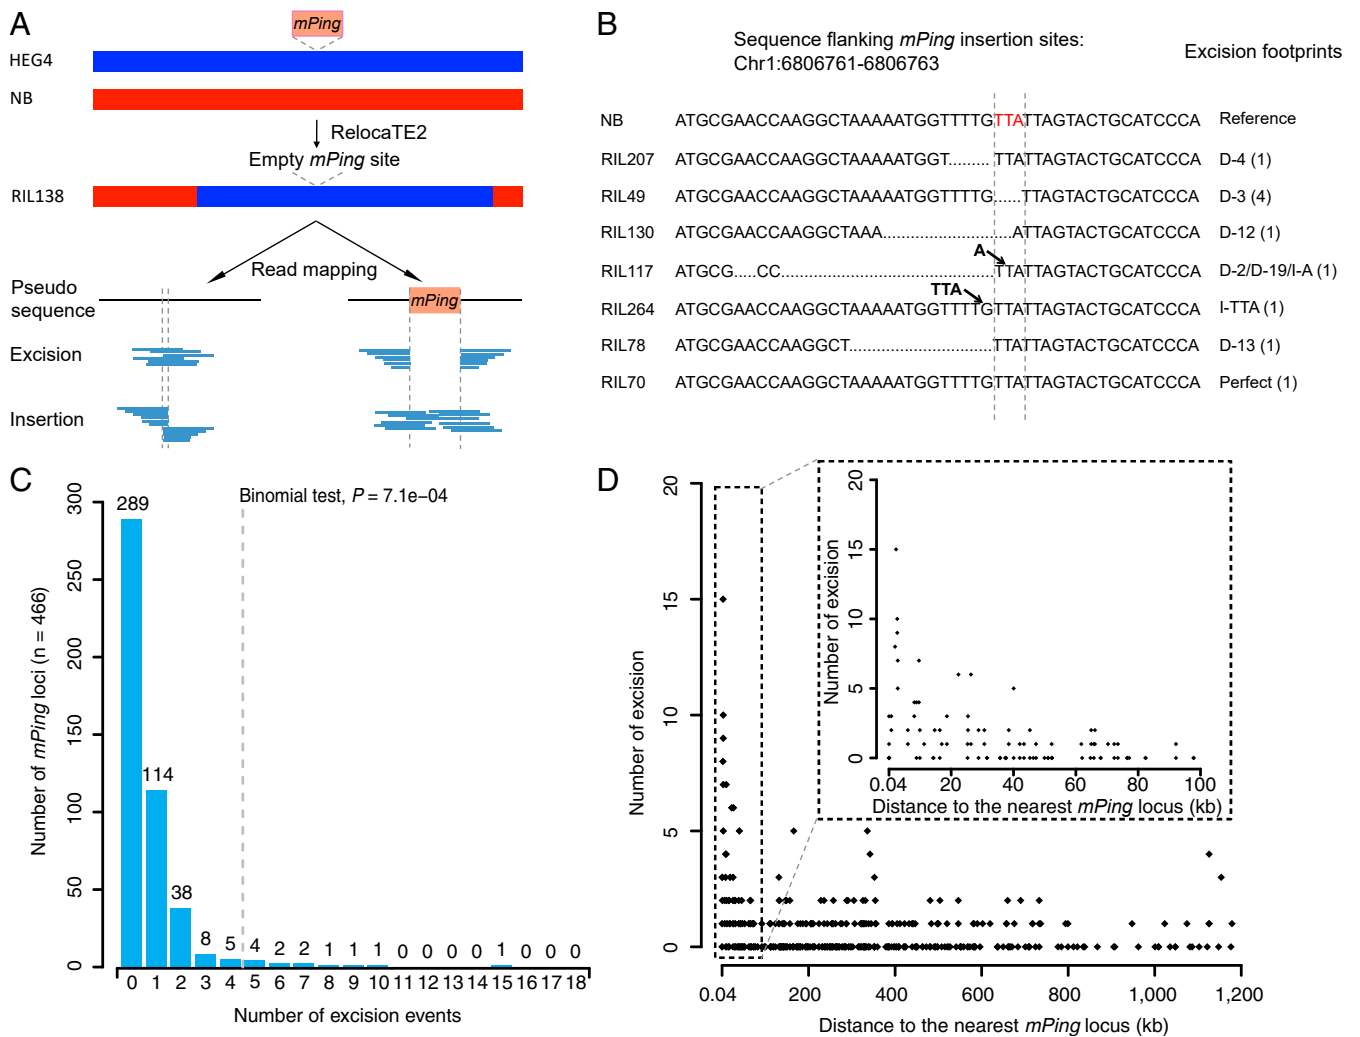 A
mPing
HEG4
NB
RelocaTE2
Empty mPing site
RIL138
Read mapping
Pseudo
sequence
mPing
Excision
Insertion
B
Sequence flanking mPing insertion sites:
Chr1:6806761-6806763
Excision footprints
NB ATGCGAACCAAGGCTAAAAATGGTTTTGTTATTAGTACTGCATCCCA Reference
RIL207 ATGCGAACCAAGGCTAAAAATGGT......... TTATTAGTACTGCATCCCA D-4 (1)
RIL49 ATGCGAACCAAGGCTAAAAATGGTTTTG......TTAGTACTGCATCCCA D-3 (4)
RIL130 ATGCGAACCAAGGCTAAA.............................ATTAGTACTGCATCCCA D-12 (1)
A
RIL117 ATGCG.....CC................................................TTATTAGTACTGCATCCCA D-2/D-19/I-A (1)
TTA
RIL264 ATGCGAACCAAGGCTAAAAATGGTTTTGTTATTAGTACTGCATCCCA I-TTA (1)
RIL78 ATGCGAACCAAGGCT................................TTATTAGTACTGCATCCCA D-13 (1)
RIL70 ATGCGAACCAAGGCTAAAAATGGTTTTGTTATTAGTACTGCATCCCA Perfect (1)
C
Binomial test, P = 7.1e−04
Number of mPing loci (n = 466)
300
250
200
150
100
50
0
289 114 38 8 5 4 2 2 1 1 1 0 0 0 0 1 0 0 0
0 1 2 3 4 5 6 7 8 9 10 11 12 13 14 15 16 17 18
Number of excision events
D
Number of excision
20
15
10
5
0
0.04 200 400 600 800 1,000 1,200
Distance to the nearest mPing locus (kb)
Number of excision
20
15
10
5
0
0.04 20 40 60 80 100
Distance to the nearest mPing locus (kb)